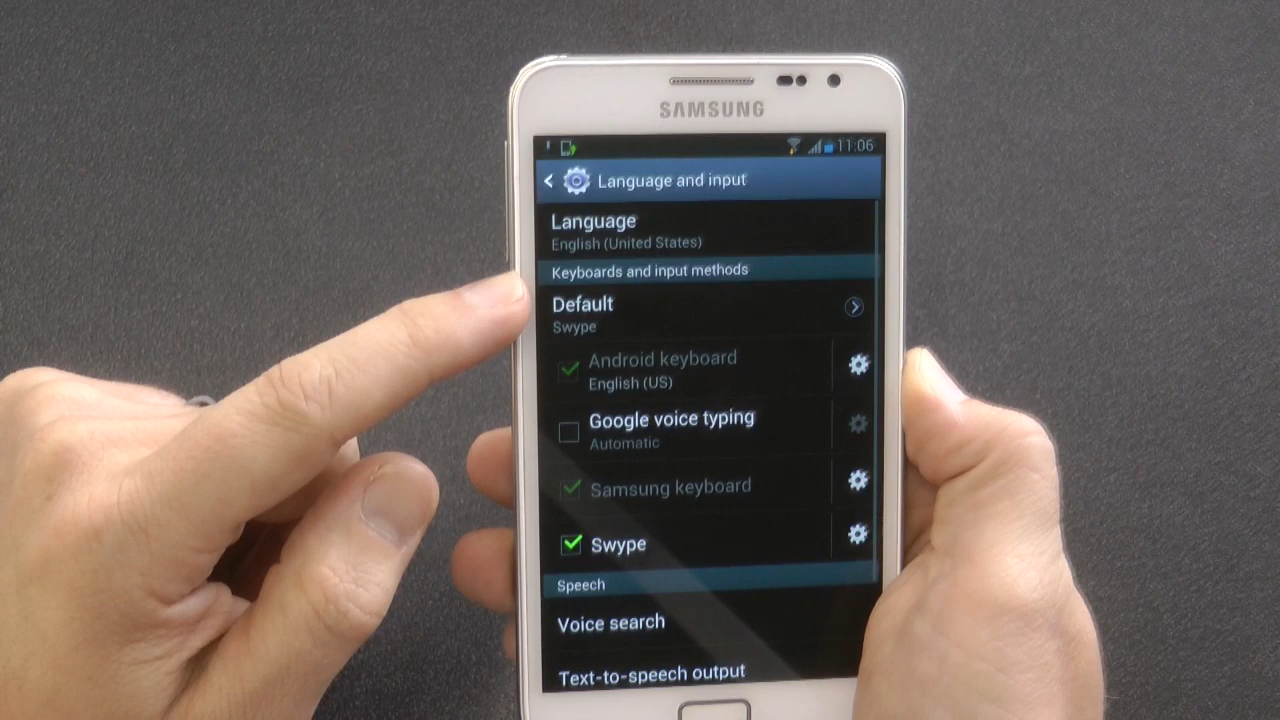 SAMSUNG
11:06
Language and input
Language
English (United States)
Keyboards and input methods
Default
Swype
Android keyboard
English (US)
Google voice typing
Automatic
Samsung keyboard
Swype
Speech
Voice search
Text-to-speech output